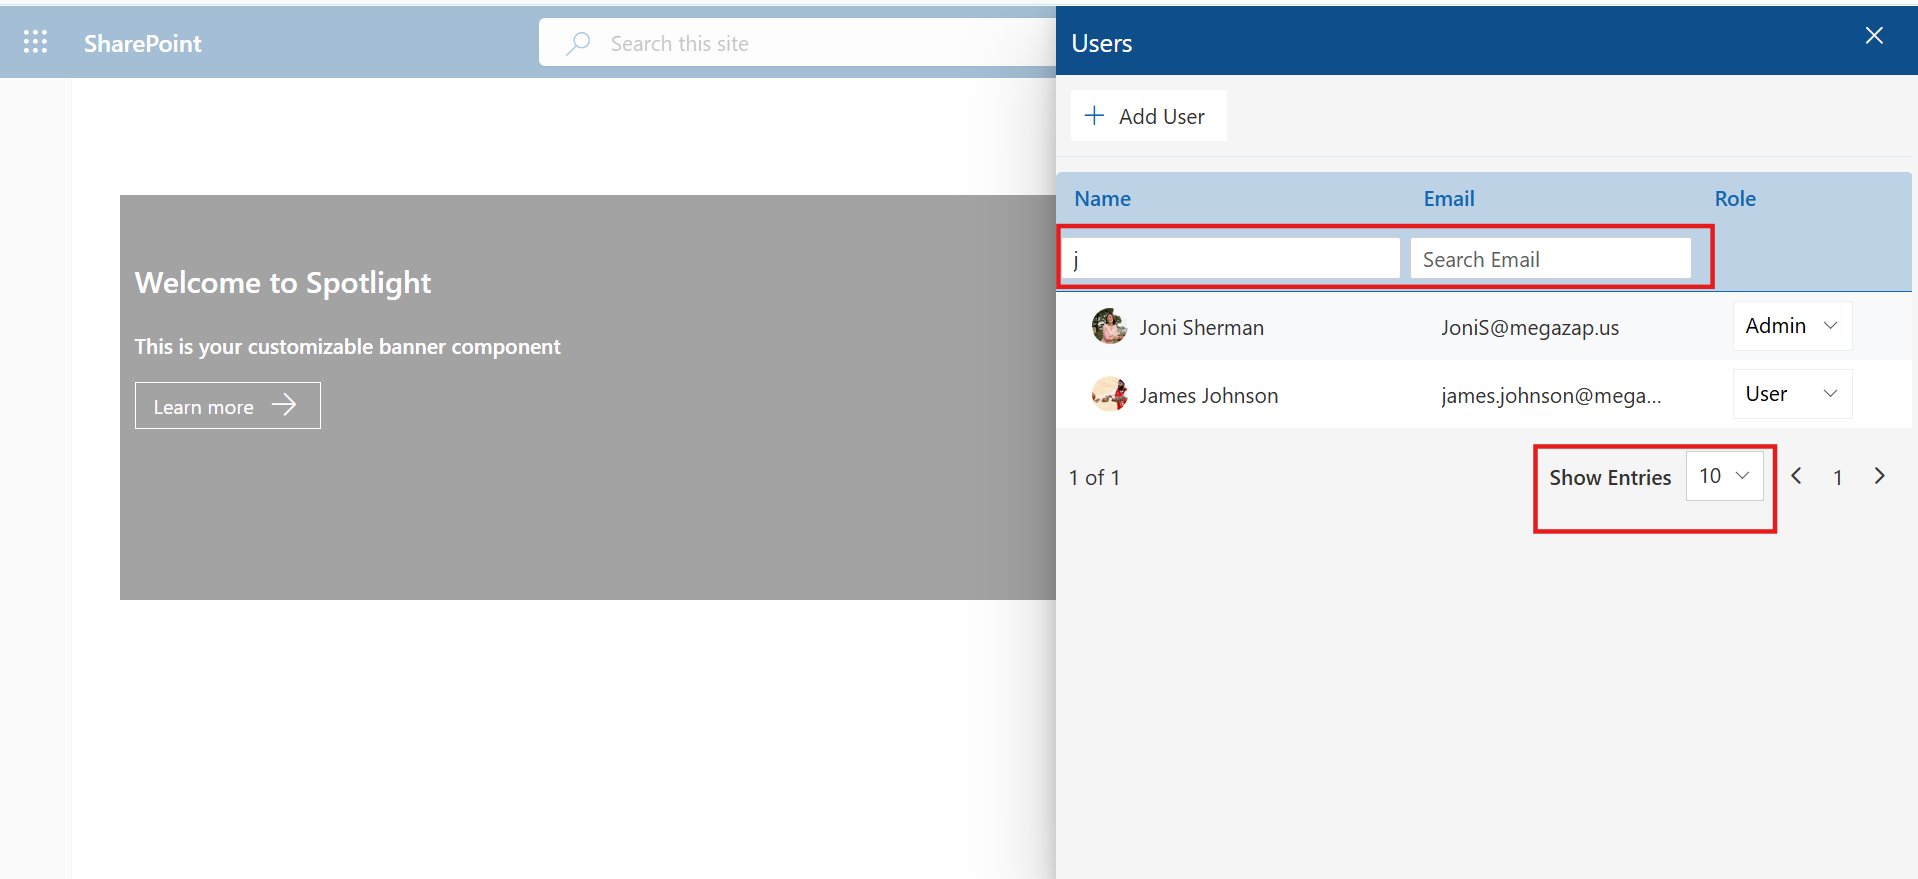 SharePoint
Search this site
Users
Add User
Name Email Role
j Search Email
Welcome to Spotlight
This is your customizable banner component
Learn more
Joni Sherman JoniS@megazap.us Admin
James Johnson james.johnson@mega... User
1 of 1 Show Entries 10 1